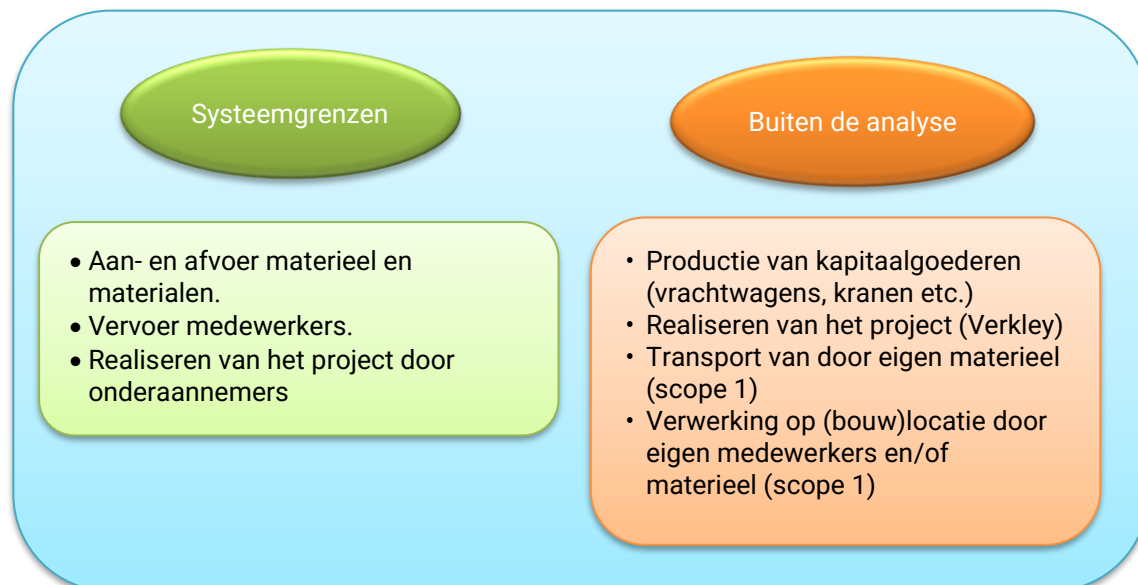 Systeemgrenzen
• Aan- en afvoer materieel en
materialen.
• Vervoer medewerkers.
• Realiseren van het project door
onderaannemers
Buiten de analyse
• Productie van kapitaalgoederen
(vrachtwagens, kranen etc.)
• Realiseren van het project (Verkley)
• Transport van door eigen materieel
(scope 1)
• Verwerking op (bouw)locatie door
eigen medewerkers en/of
materieel (scope 1)